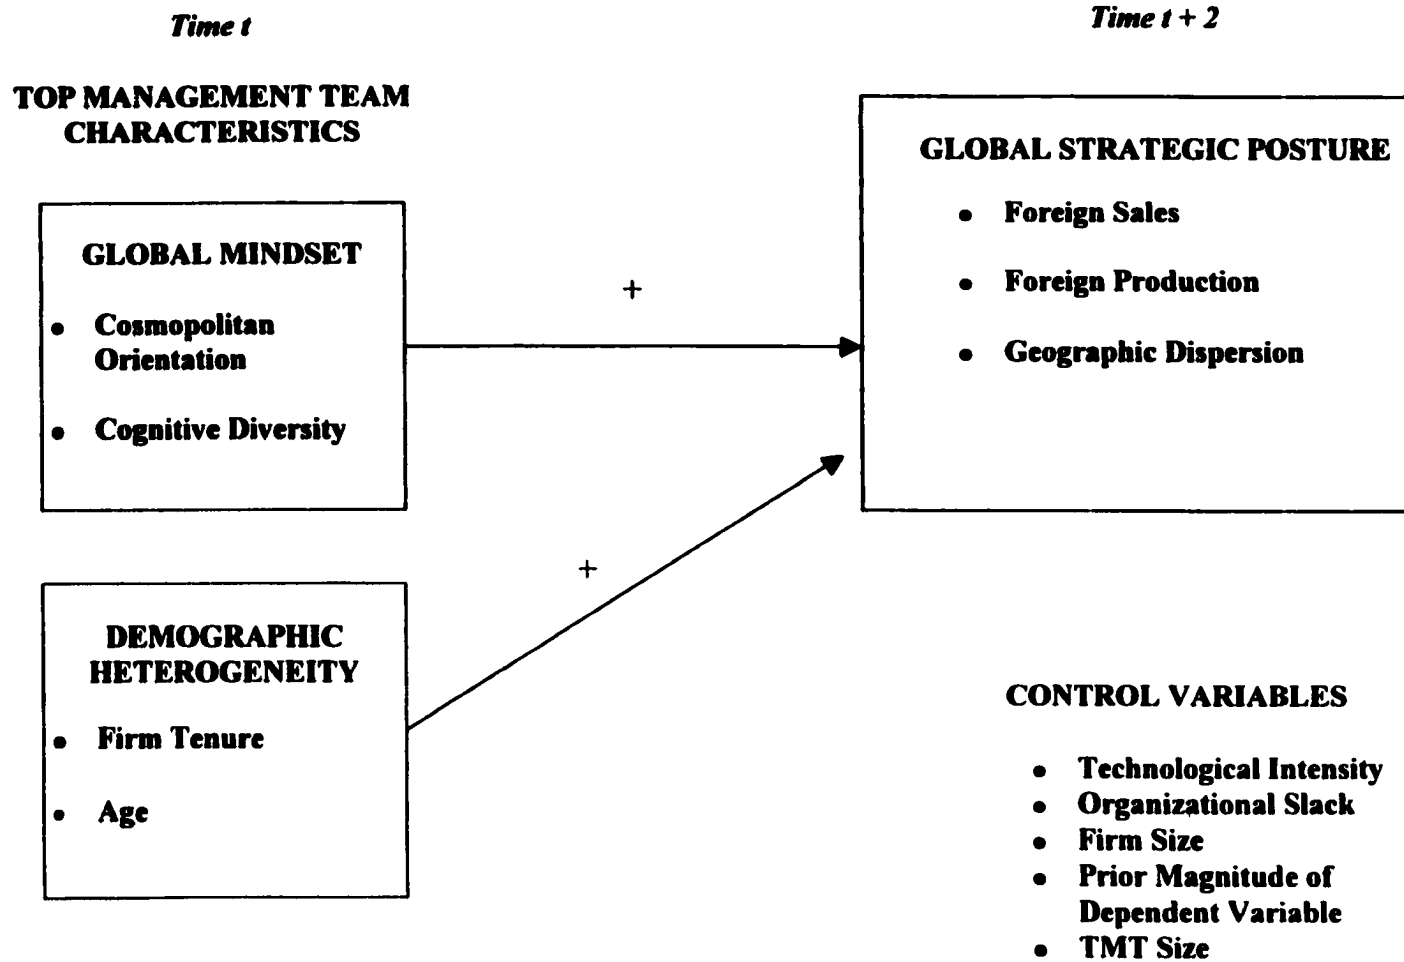 Time t
Time t + 2
TOP MANAGEMENT TEAM
CHARACTERISTICS
GLOBAL MINDSET
• Cosmopolitan
Orientation
• Cognitive Diversity
+
GLOBAL STRATEGIC POSTURE
• Foreign Sales
• Foreign Production
• Geographic Dispersion
DEMOGRAPHIC
HETEROGENEITY
• Firm Tenure
• Age
+
CONTROL VARIABLES
• Technological Intensity
• Organizational Slack
• Firm Size
• Prior Magnitude of
Dependent Variable
• TMT Size